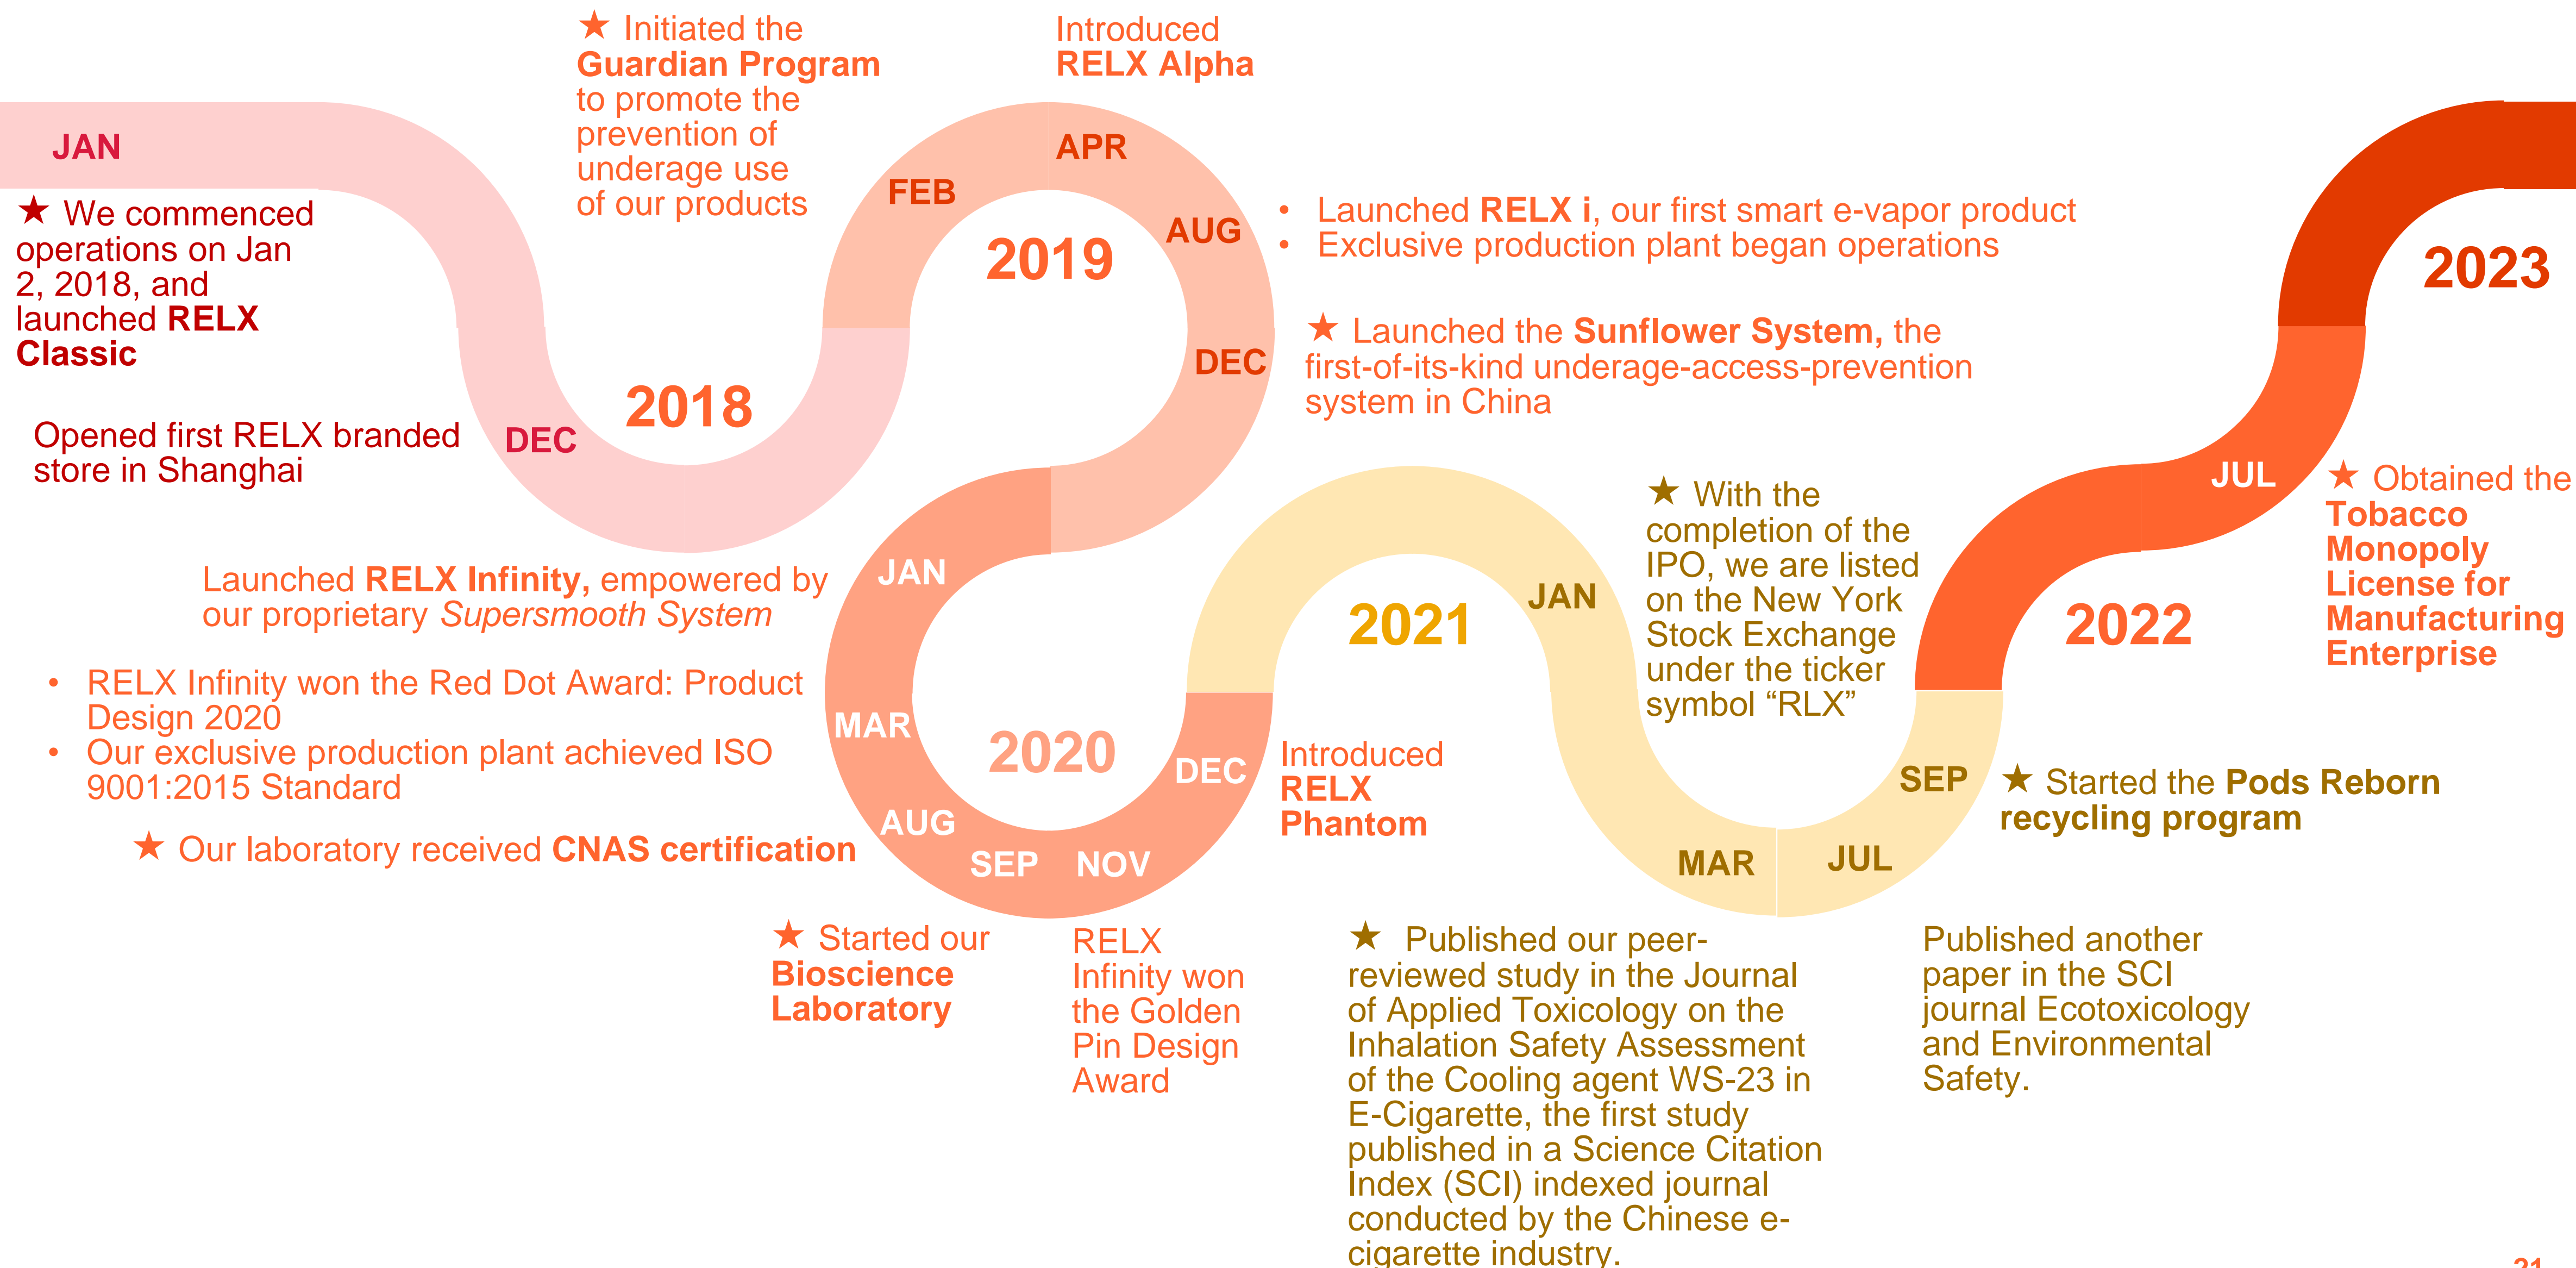 JAN
★ We commenced
operations on Jan
2, 2018, and
launched RELX
Classic
DEC
Opened first RELX branded
store in Shanghai
2018
FEB
★ Initiated the
Guardian Program
to promote the
prevention of
underage use
of our products
APR
Introduced
RELX Alpha
2019
AUG
• Launched RELX i, our first smart e-vapor product
• Exclusive production plant began operations
DEC
★ Launched the Sunflower System, the
first-of-its-kind underage-access-prevention
system in China
JAN
Launched RELX Infinity, empowered by
our proprietary Supersmooth System
MAR
• RELX Infinity won the Red Dot Award: Product
Design 2020
• Our exclusive production plant achieved ISO
9001:2015 Standard
2020
AUG
★ Our laboratory received CNAS certification
SEP
★ Started our
Bioscience
Laboratory
NOV
RELX
Infinity won
the Golden
Pin Design
Award
DEC
Introduced
RELX
Phantom
2021
JAN
★ With the
completion of the
IPO, we are listed
on the New York
Stock Exchange
under the ticker
symbol “RLX”
MAR
★ Published our peer-
reviewed study in the Journal
of Applied Toxicology on the
Inhalation Safety Assessment
of the Cooling agent WS-23 in
E-Cigarette, the first study
published in a Science Citation
Index (SCI) indexed journal
conducted by the Chinese e-
cigarette industry.
JUL
Published another
paper in the SCI
journal Ecotoxicology
and Environmental
Safety.
SEP
★ Started the Pods Reborn
recycling program
2022
JUL
★ Obtained the
Tobacco
Monopoly
License for
Manufacturing
Enterprise
2023
21